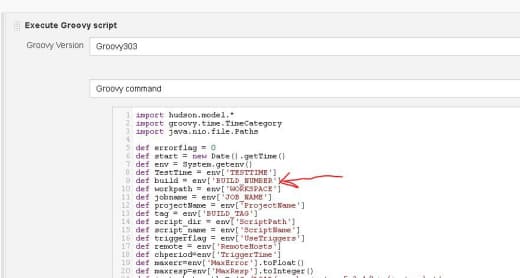 Execute Groovy script
Groovy Version
Groovy303
Groovy command
1 import hudson.model.*
2 import groovy.time.TimeCategory
3 import java.nio.file.Paths
4
5 def errorflag = 0
6 def start = new Date().getTime()
7 def env = System.getenv()
8 def TestTime = env['TESTTIME']
9 def build = env['BUILD_NUMBER']
10 def workpath = env['WORKSPACE']
11 def jobname = env['JOB_NAME']
12 def projectName = env['ProjectName']
13 def tag = env['BUILD_TAG']
14 def script_dir = env['ScriptPath']
15 def script_name = env['ScriptName']
16 def triggerflag = env['UseTriggers']
17 def remote = env['RemoteHosts']
18 def chperiod=env['TriggerTime']
19 def maxerr=env['MaxError'].toFloat()
20 def maxresp=env['MaxResp'].toInteger()